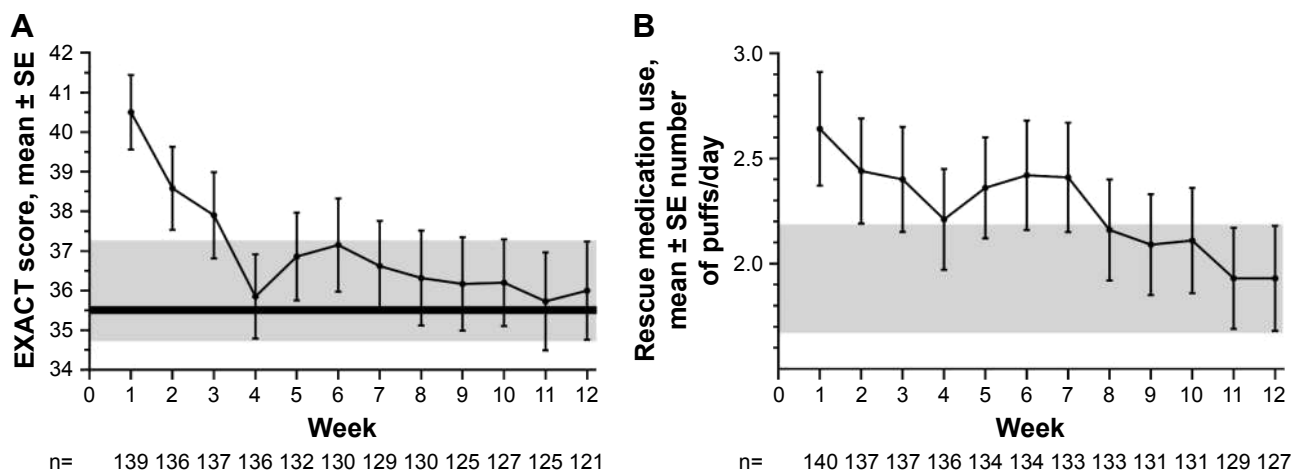 A
EXACT score, mean ± SE
42
41
40
39
38
37
36
35
34
0 1 2 3 4 5 6 7 8 9 10 11 12
Week
n= 139 136 137 136 132 130 129 130 125 127 125 121
B
Rescue medication use,
mean ± SE number
of puffs/day
3.0
2.5
2.0
0 1 2 3 4 5 6 7 8 9 10 11 12
Week
n= 140 137 137 136 134 134 133 133 131 131 129 127